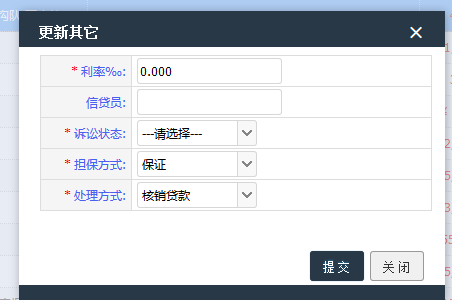 更新其它
* 利率‰: 0.000
信贷员:
* 诉讼状态: ---请选择---
* 担保方式: 保证
* 处理方式: 核销贷款
提交 关闭